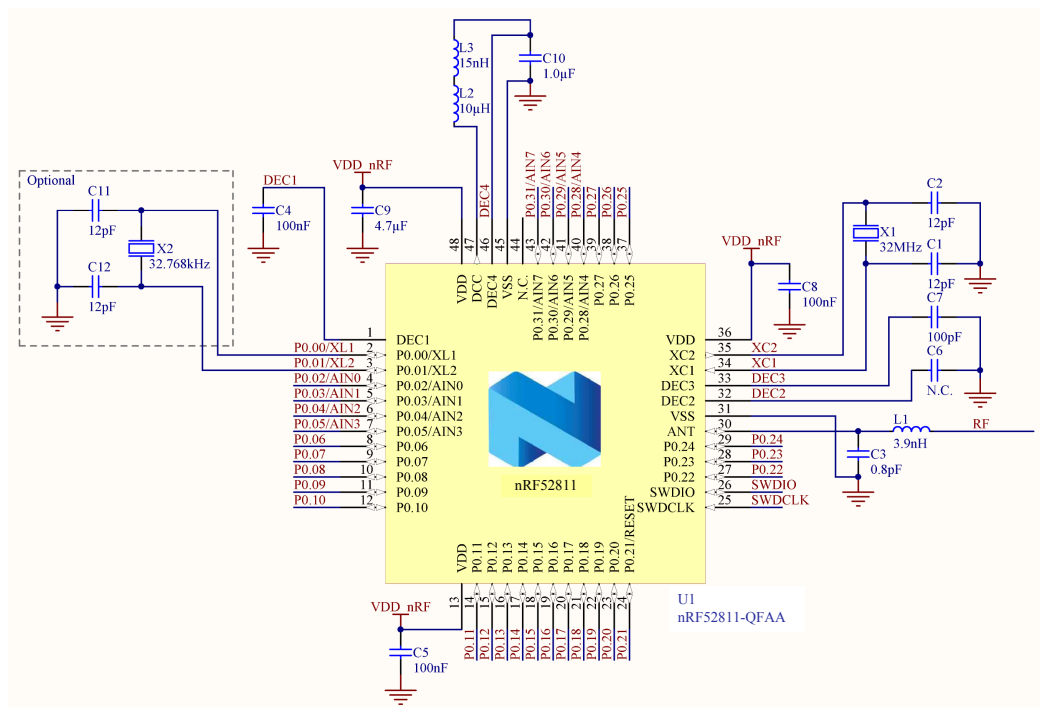 L3
15nH
C10
1.0µF
L2
10µH
VDD_nRF
Optional
C11
12pF
X2
32.768kHz
C12
12pF
DEC1
C4
100nF
C9
4.7µF
DEC4
P0.31/AIN7
P0.30/AIN6
P0.29/AIN5
P0.28/AIN4
P0.27
P0.26
P0.25
C2
12pF
X1
32MHz
C1
12pF
VDD_nRF
C8
100nF
C7
100pF
C6
N.C.
48
47
46
45
44
43
42
41
40
39
38
37
VDD
DCC
DEC4
VSS
N.C.
P0.31/AIN7
P0.30/AIN6
P0.29/AIN5
P0.28/AIN4
P0.27
P0.26
P0.25
1
DEC1
P0.00/XL1 2 P0.00/XL1
P0.01/XL2 3 P0.01/XL2
P0.02/AIN0 4 P0.02/AIN0
P0.03/AIN1 5 P0.03/AIN1
P0.04/AIN2 6 P0.04/AIN2
P0.05/AIN3 7 P0.05/AIN3
P0.06 8 P0.06
P0.07 9 P0.07
P0.08 10 P0.08
P0.09 11 P0.09
P0.10 12 P0.10
VDD 36
XC2 35 XC2
XC1 34 XC1
DEC3 33 DEC3
DEC2 32 DEC2
VSS 31
ANT 30
P0.24 29 P0.24
P0.23 28 P0.23
P0.22 27 P0.22
SWDIO 26 SWDIO
SWDCLK 25 SWDCLK
L1
3.9nH
RF
C3
0.8pF
nRF52811
VDD
P0.11
P0.12
P0.13
P0.14
P0.15
P0.16
P0.17
P0.18
P0.19
P0.20
P0.21/RESET
13
14
15
16
17
18
19
20
21
22
23
24
VDD_nRF
C5
100nF
P0.11
P0.12
P0.13
P0.14
P0.15
P0.16
P0.17
P0.18
P0.19
P0.20
P0.21
U1
nRF52811-QFAA